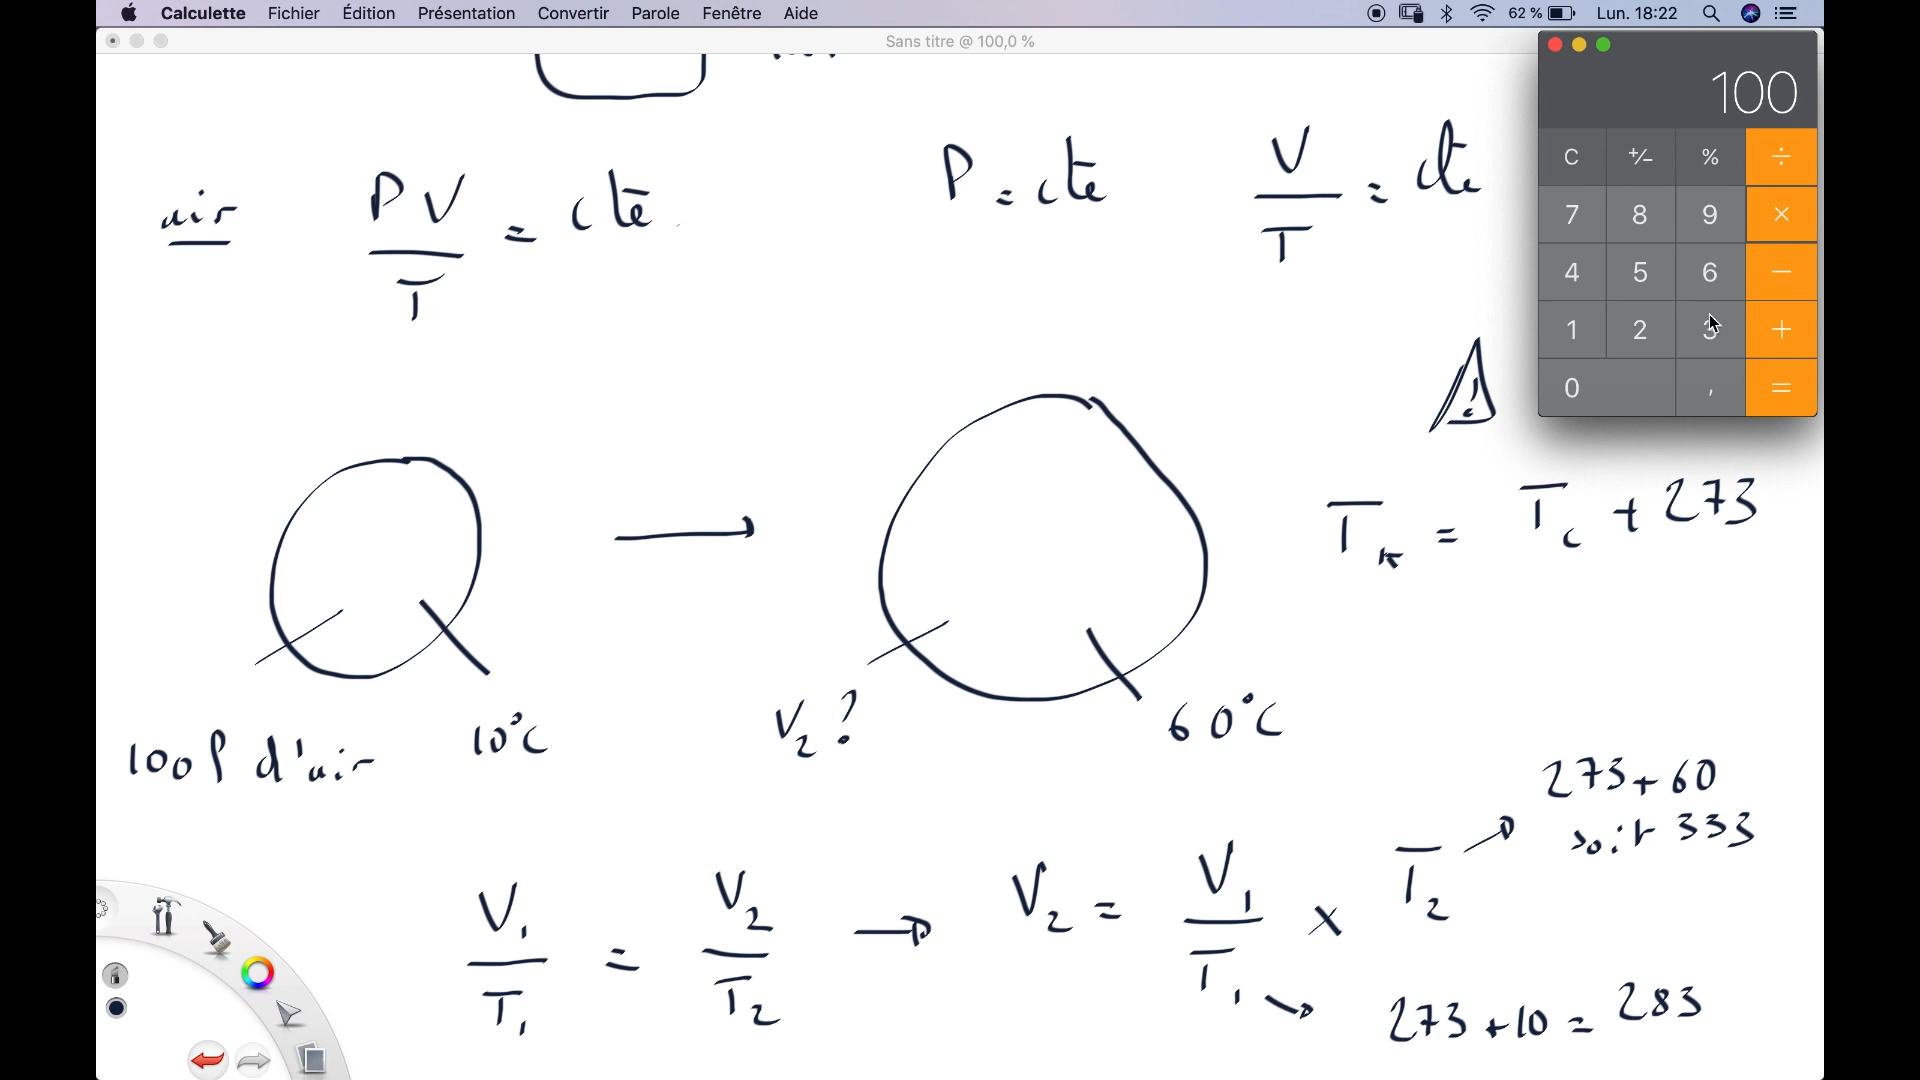 Calculette Fichier Édition Présentation Convertir Parole Fenêtre Aide 62 % Lun. 18:22
Sans titre @ 100,0 %
100
C +/- % ÷
7 8 9 ×
4 5 6 −
1 2 3 +
0 , =
air PV/T = cte. P = cte V/T = cte
!
T_K = T_c + 273
V2 ? 60°C
100 l d'air 10°C
273 + 60
soit 333
V1/T1 = V2/T2 → V2 = V1/T1 × T2
273 + 10 = 283